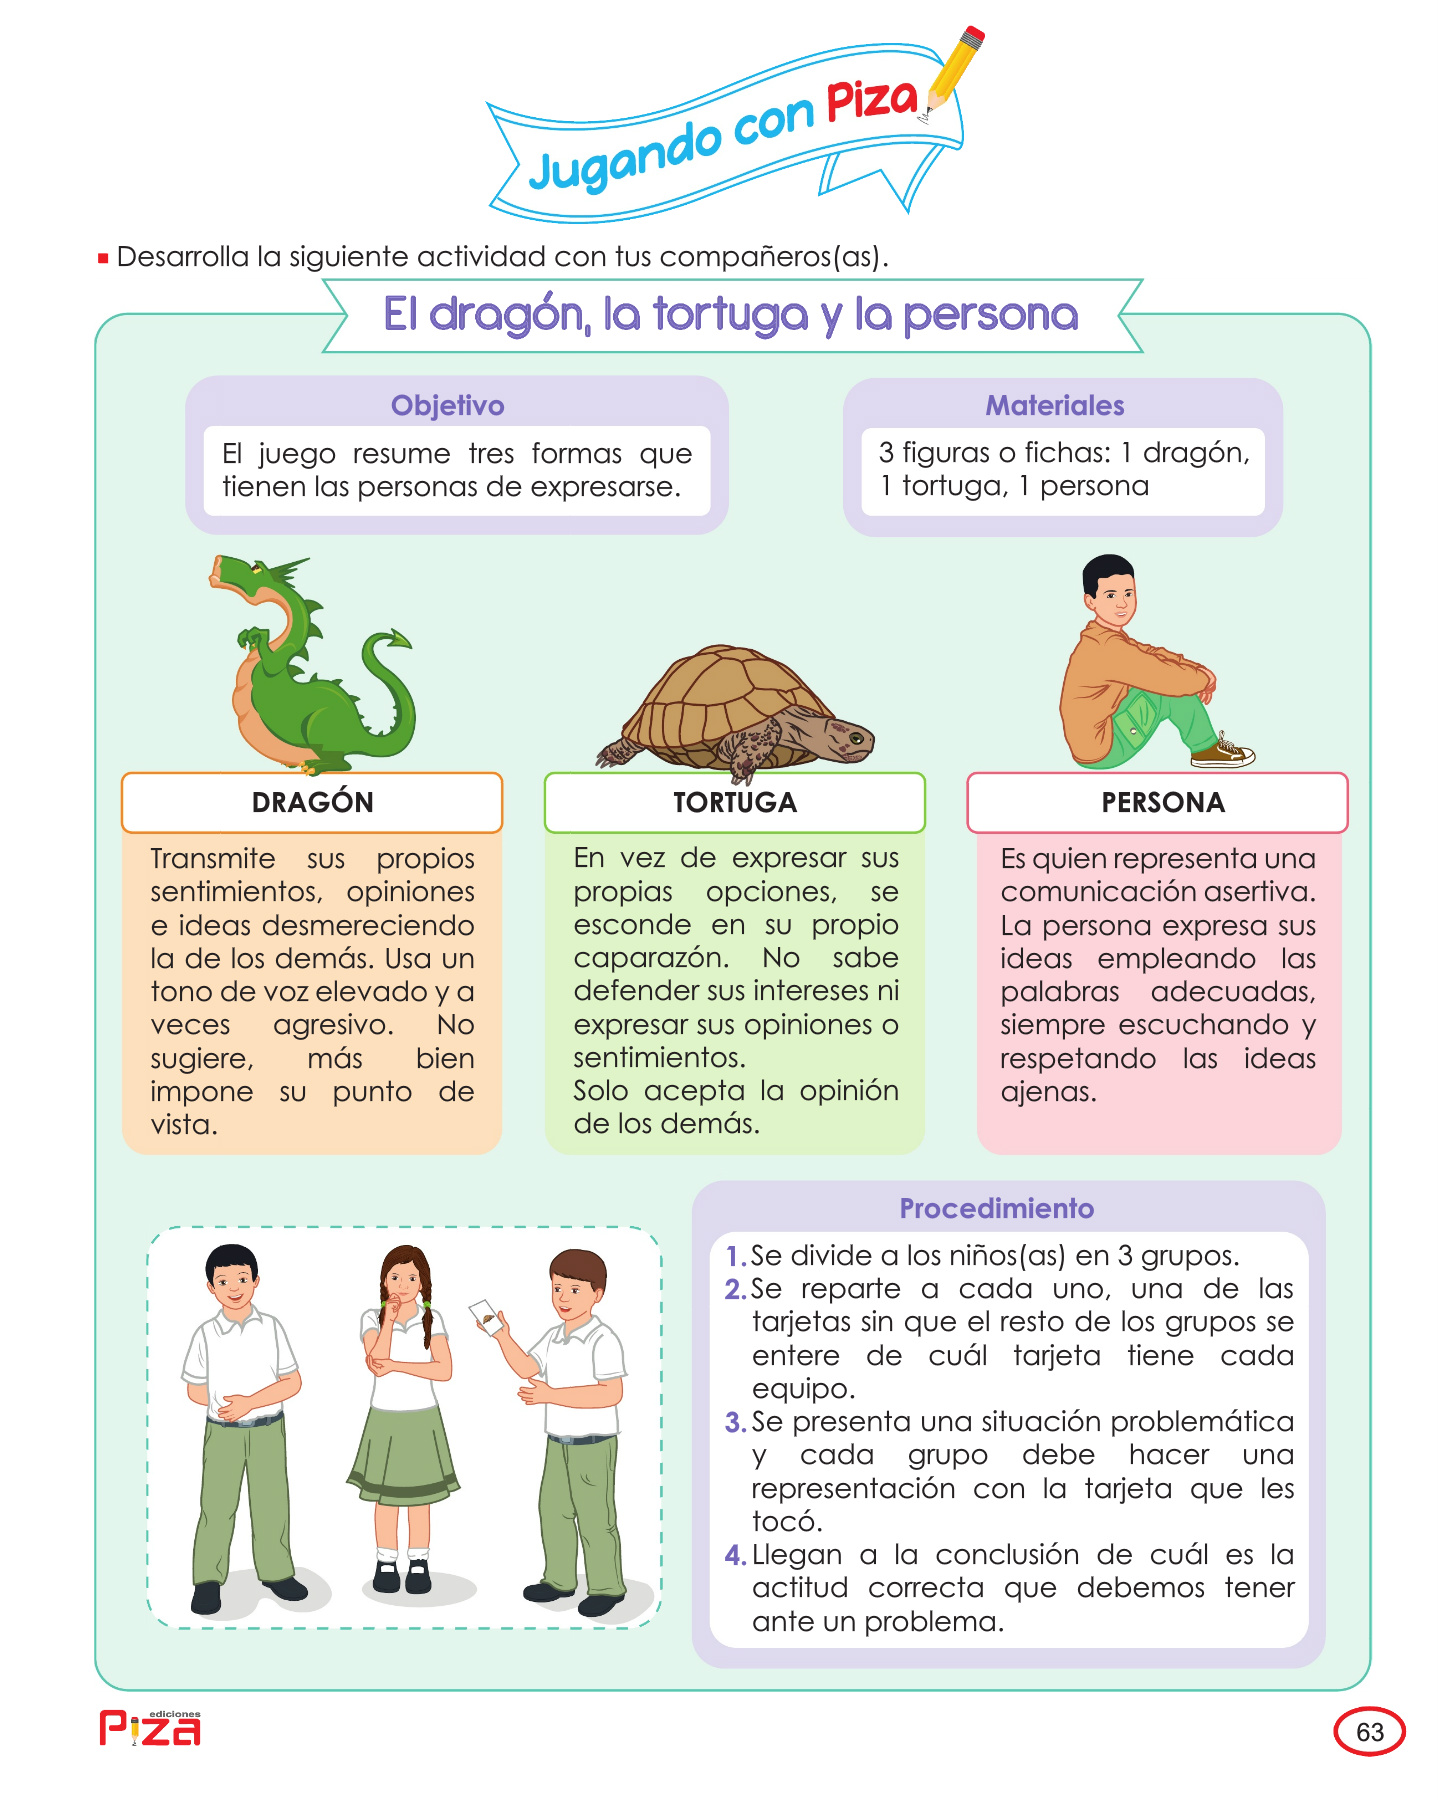 Jugando con Piza
Desarrolla la siguiente actividad con tus compañeros(as).
El dragón, la tortuga y la persona
Objetivo
El juego resume tres formas que
tienen las personas de expresarse.
Materiales
3 figuras o fichas: 1 dragón,
1 tortuga, 1 persona
DRAGÓN
Transmite sus propios
sentimientos, opiniones
e ideas desmereciendo
la de los demás. Usa un
tono de voz elevado y a
veces agresivo. No
sugiere, más bien
impone su punto de
vista.
TORTUGA
En vez de expresar sus
propias opciones, se
esconde en su propio
caparazón. No sabe
defender sus intereses ni
expresar sus opiniones o
sentimientos.
Solo acepta la opinión
de los demás.
PERSONA
Es quien representa una
comunicación asertiva.
La persona expresa sus
ideas empleando las
palabras adecuadas,
siempre escuchando y
respetando las ideas
ajenas.
Procedimiento
1. Se divide a los niños(as) en 3 grupos.
2. Se reparte a cada uno, una de las
tarjetas sin que el resto de los grupos se
entere de cuál tarjeta tiene cada
equipo.
3. Se presenta una situación problemática
y cada grupo debe hacer una
representación con la tarjeta que les
tocó.
4. Llegan a la conclusión de cuál es la
actitud correcta que debemos tener
ante un problema.
ediciones
Piza
63